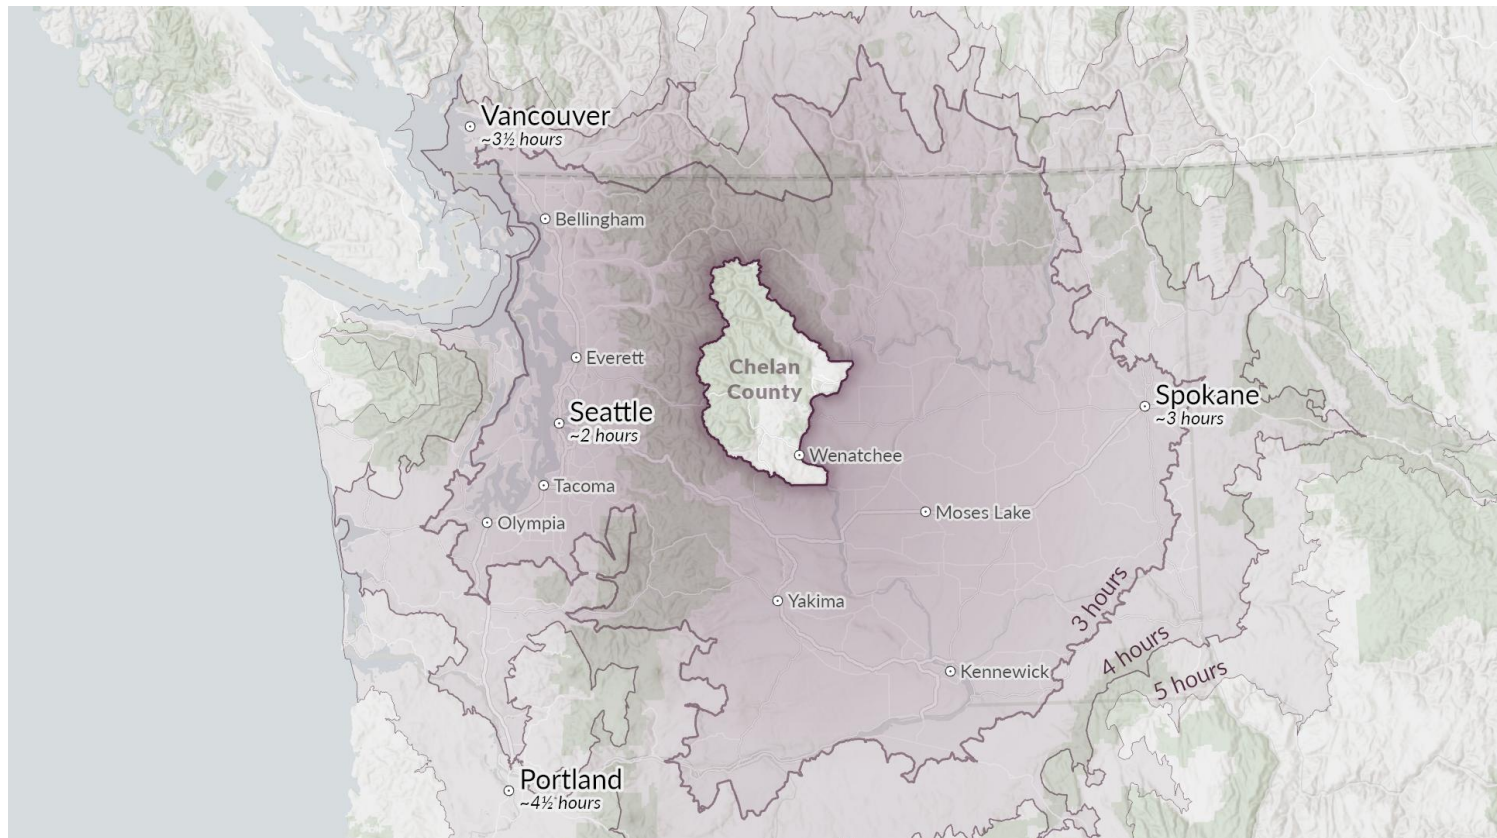 Vancouver
~3½ hours
Bellingham
Everett
Chelan
County
Seattle
~2 hours
Spokane
~3 hours
Wenatchee
Tacoma
Moses Lake
Olympia
Yakima
3 hours
4 hours
Kennewick
5 hours
Portland
~4½ hours